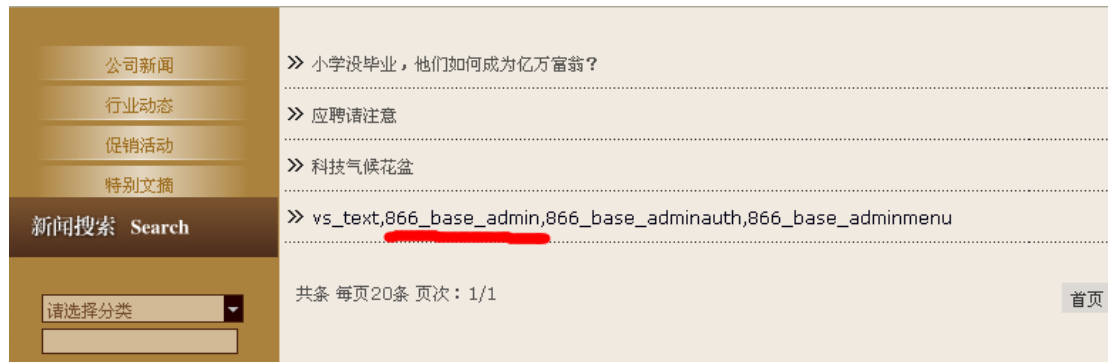 公司新闻
行业动态
促销活动
特别文摘
新闻搜索 Search
请选择分类
» 小学没毕业，他们如何成为亿万富翁？
» 应聘请注意
» 科技气候花盆
» vs_text,866_base_admin,866_base_adminauth,866_base_adminmenu
共条 每页20条 页次：1/1
首页